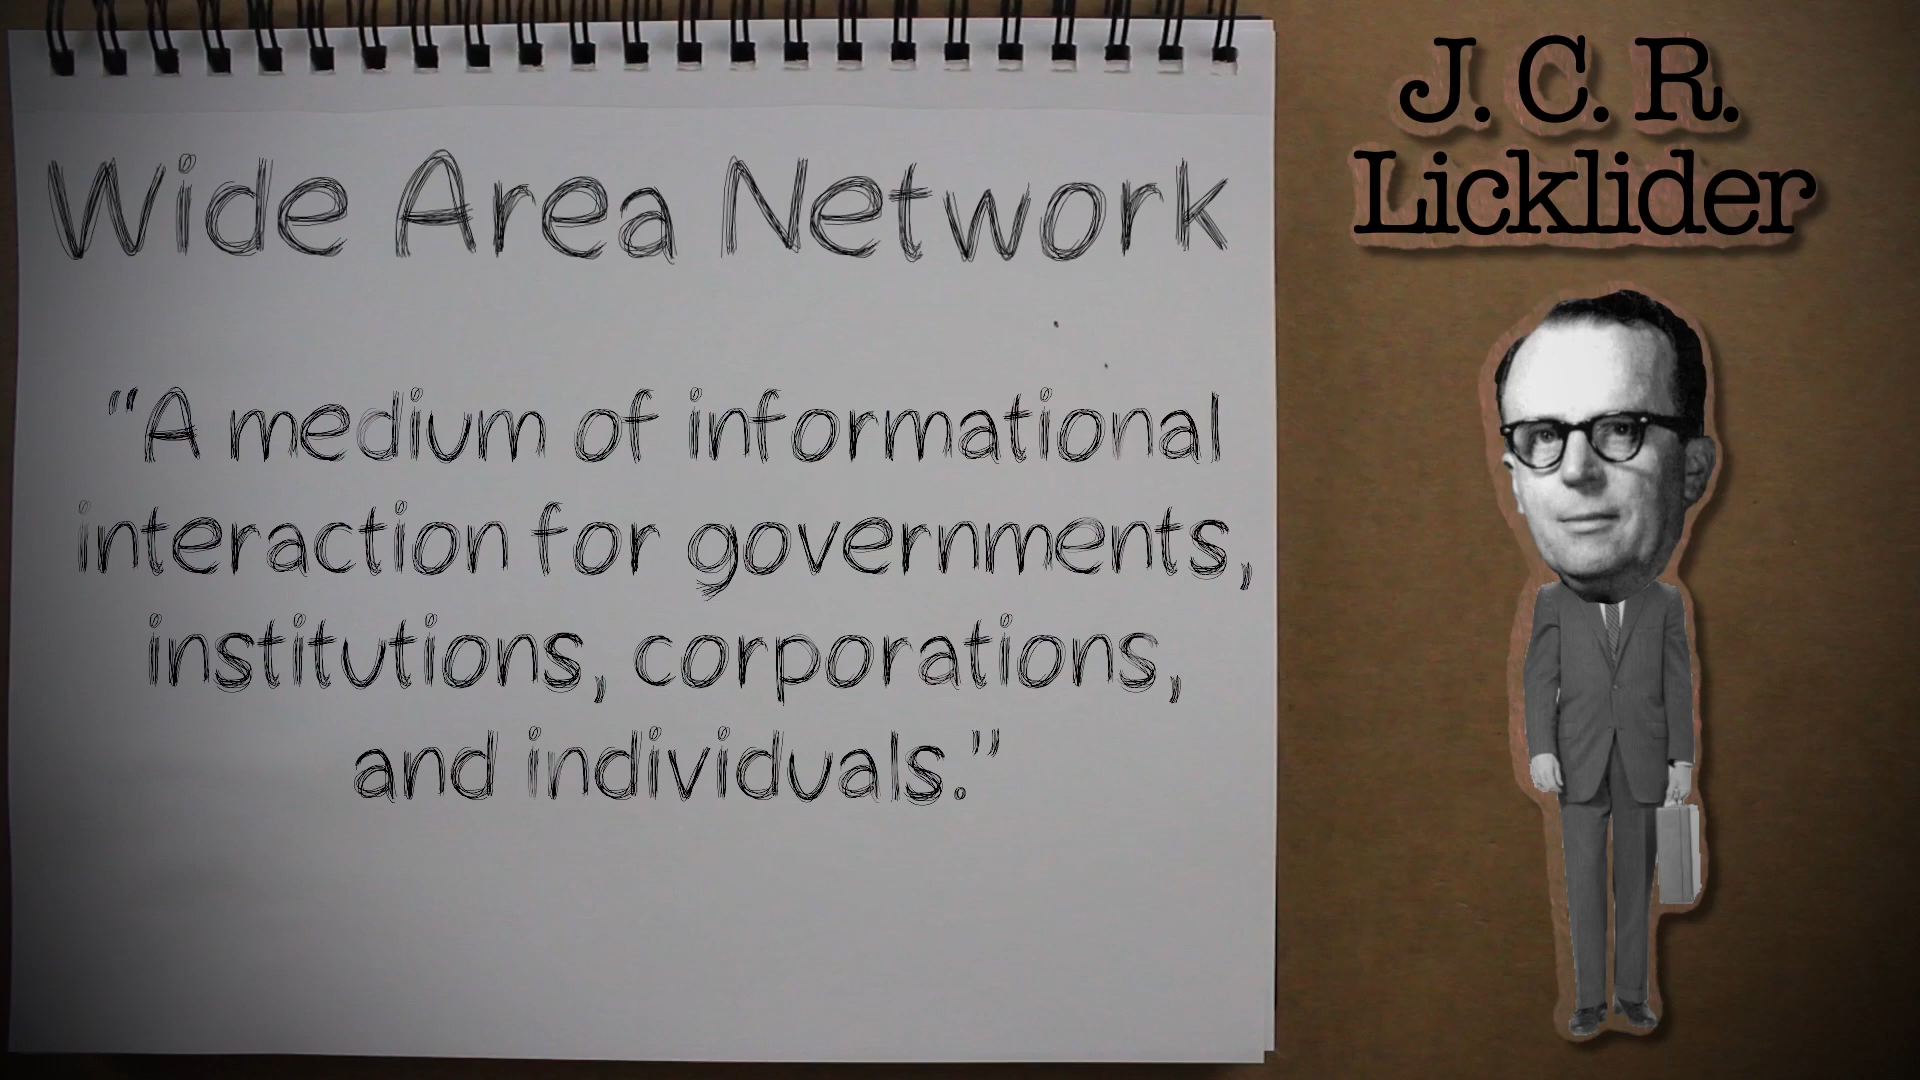 Wide Area Network
"A medium of informational
interaction for governments,
institutions, corporations,
and individuals."
J. C. R.
Licklider